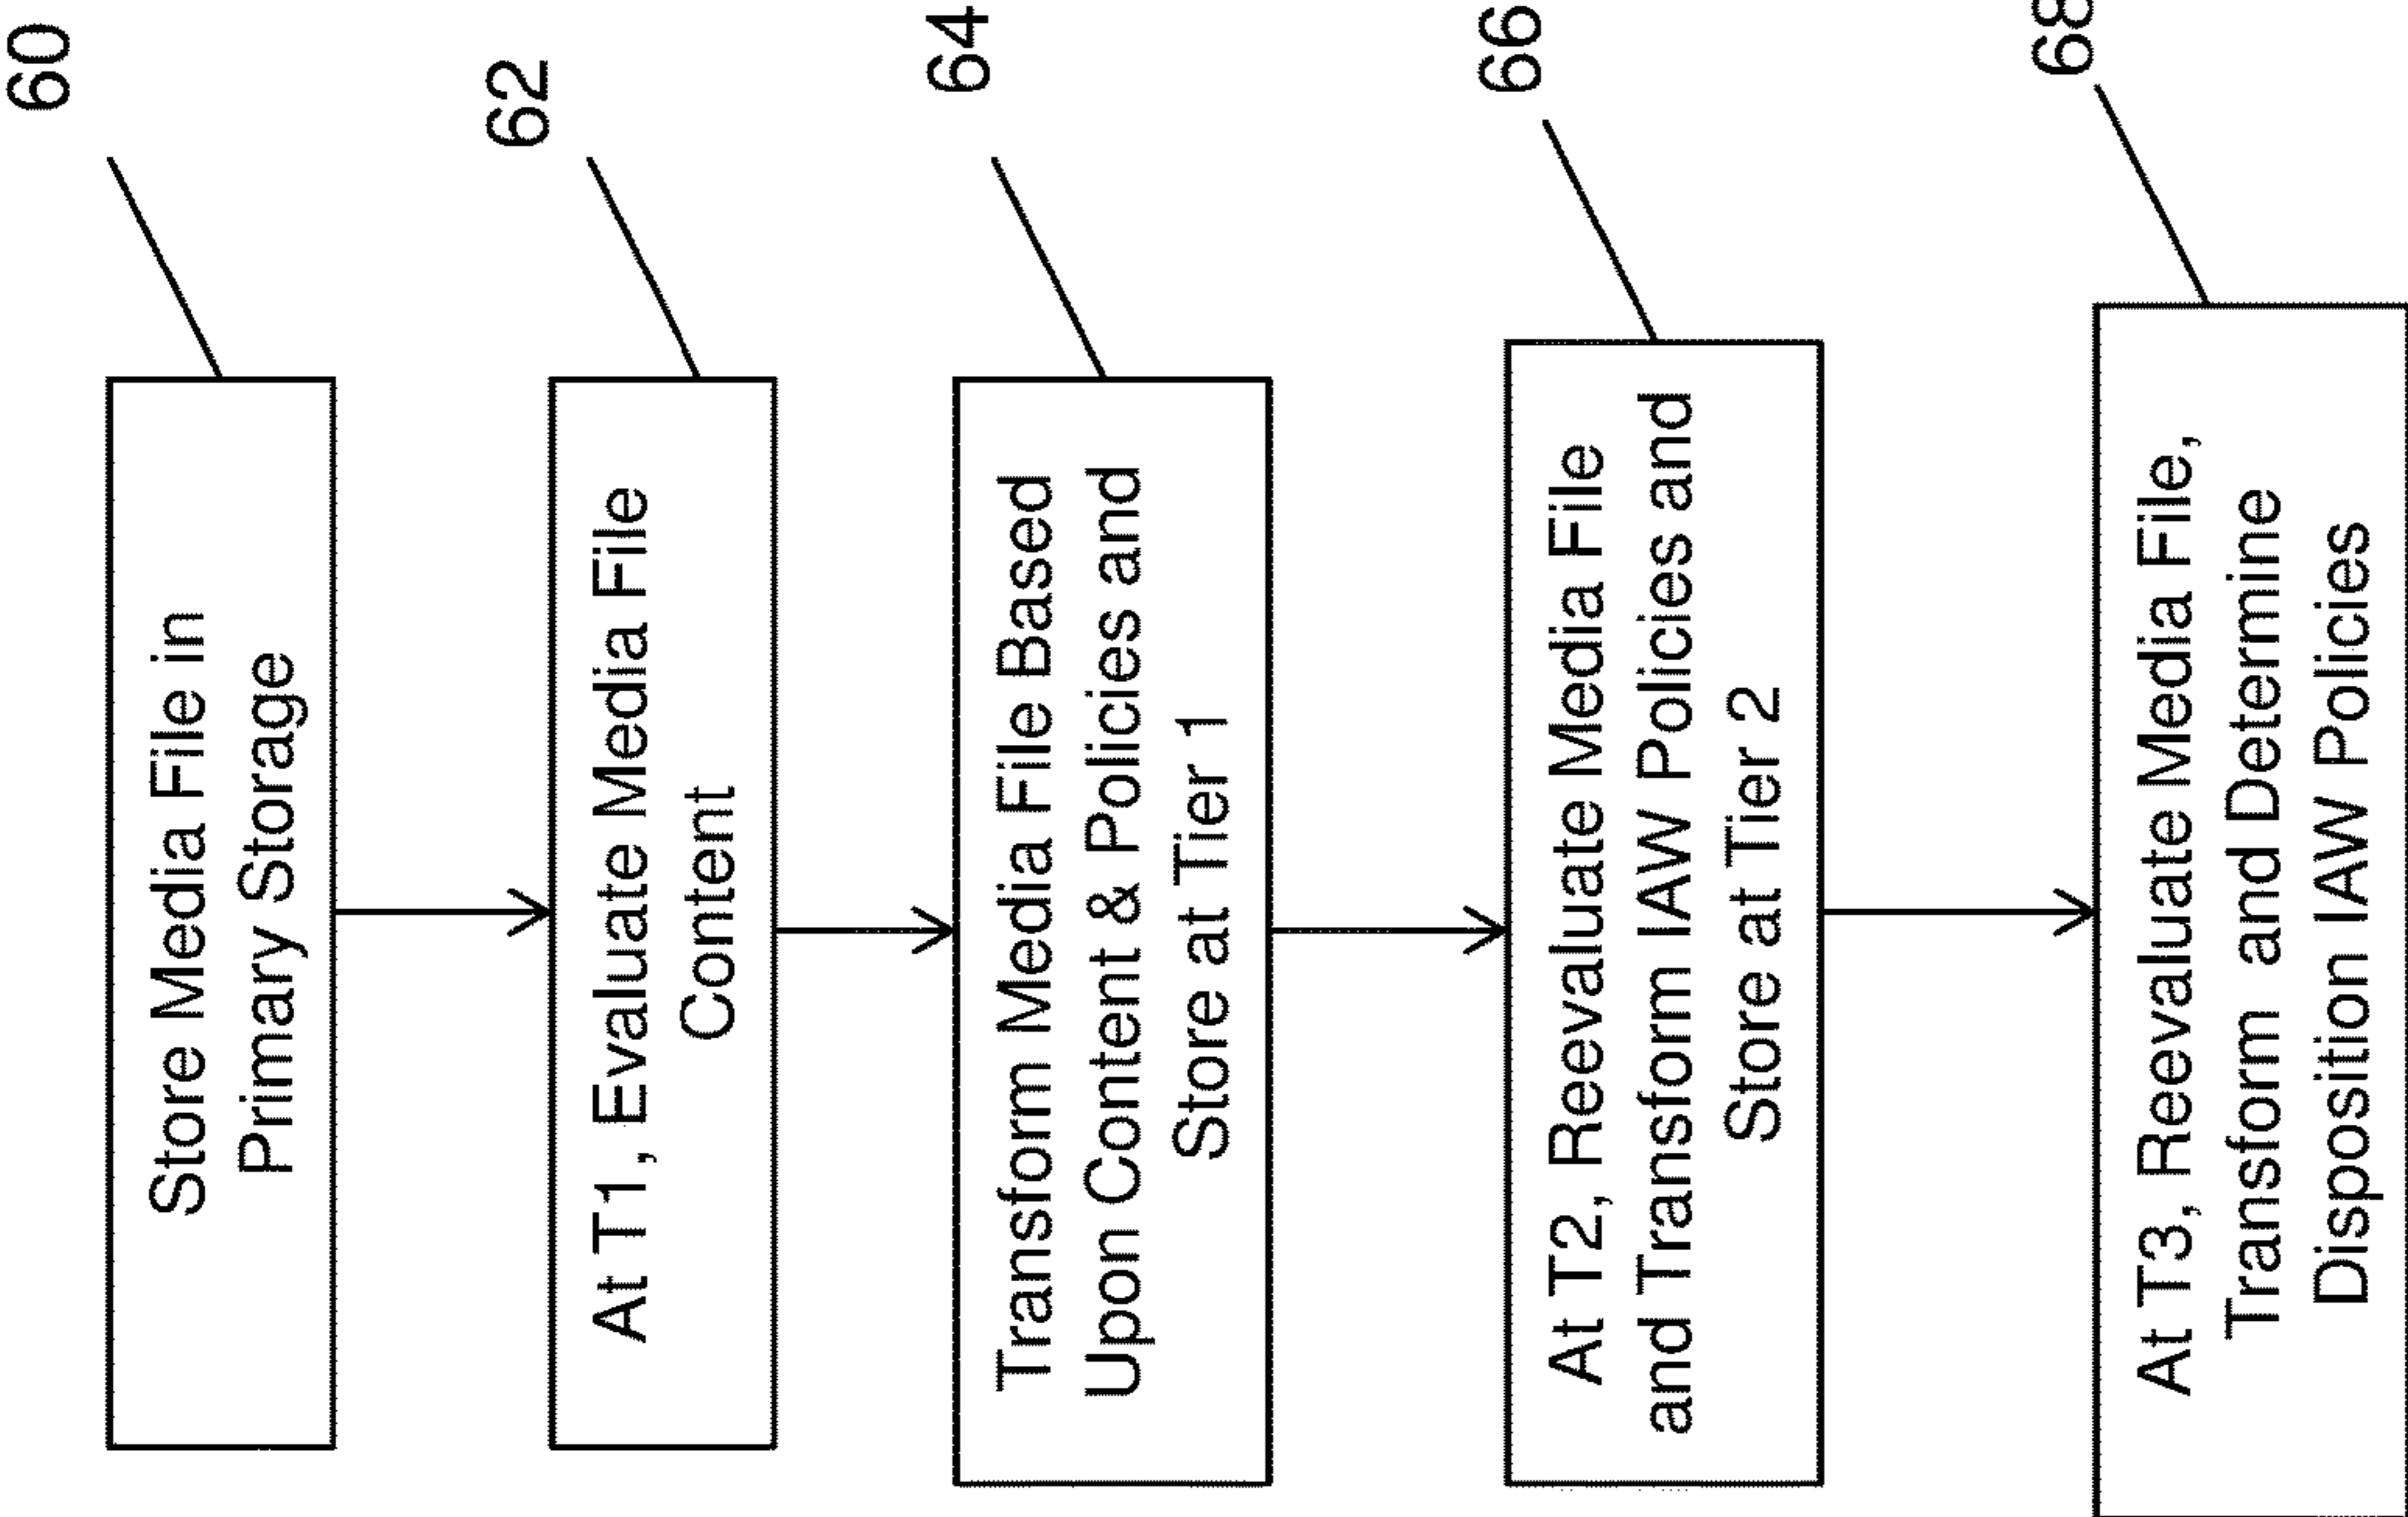 60
Store Media File in
Primary Storage
62
At T1, Evaluate Media File
Content
64
Transform Media File Based
Upon Content & Policies and
Store at Tier 1
66
At T2, Reevaluate Media File
and Transform IAW Policies and
Store at Tier 2
68
At T3, Reevaluate Media File,
Transform and Determine
Disposition IAW Policies